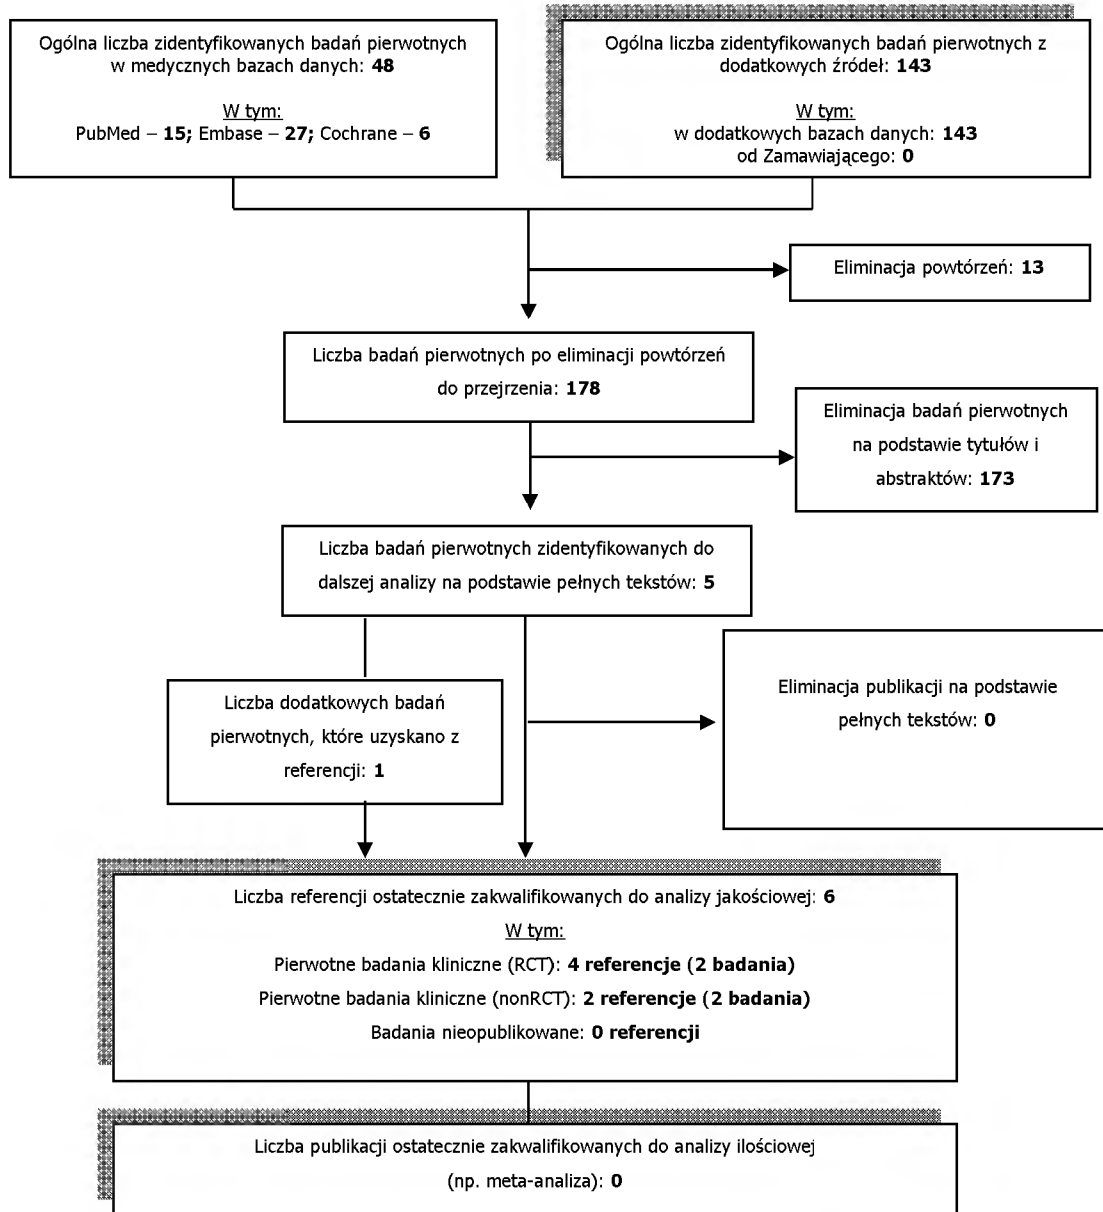 Ogólna liczba zidentyfikowanych badań pierwotnych
w medycznych bazach danych: 48
W tym:
PubMed – 15; Embase – 27; Cochrane – 6
Ogólna liczba zidentyfikowanych badań pierwotnych z
dodatkowych źródeł: 143
W tym:
w dodatkowych bazach danych: 143
od Zamawiającego: 0
Eliminacja powtórzeń: 13
Liczba badań pierwotnych po eliminacji powtórzeń
do przejrzenia: 178
Eliminacja badań pierwotnych
na podstawie tytułów i
abstraktów: 173
Liczba badań pierwotnych zidentyfikowanych do
dalszej analizy na podstawie pełnych tekstów: 5
Liczba dodatkowych badań
pierwotnych, które uzyskano z
referencji: 1
Eliminacja publikacji na podstawie
pełnych tekstów: 0
Liczba referencji ostatecznie zakwalifikowanych do analizy jakościowej: 6
W tym:
Pierwotne badania kliniczne (RCT): 4 referencje (2 badania)
Pierwotne badania kliniczne (nonRCT): 2 referencje (2 badania)
Badania nieopublikowane: 0 referencji
Liczba publikacji ostatecznie zakwalifikowanych do analizy ilościowej
(np. meta-analiza): 0